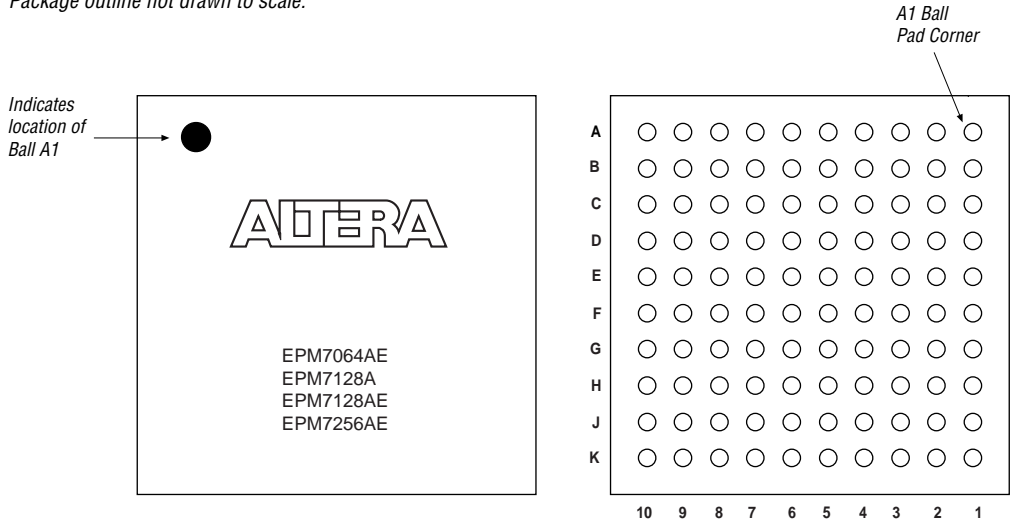 Package outline not drawn to scale.
A1 Ball
Pad Corner
Indicates
location of
Ball A1
ALTERA
EPM7064AE
EPM7128A
EPM7128AE
EPM7256AE
A
B
C
D
E
F
G
H
J
K
10 9 8 7 6 5 4 3 2 1